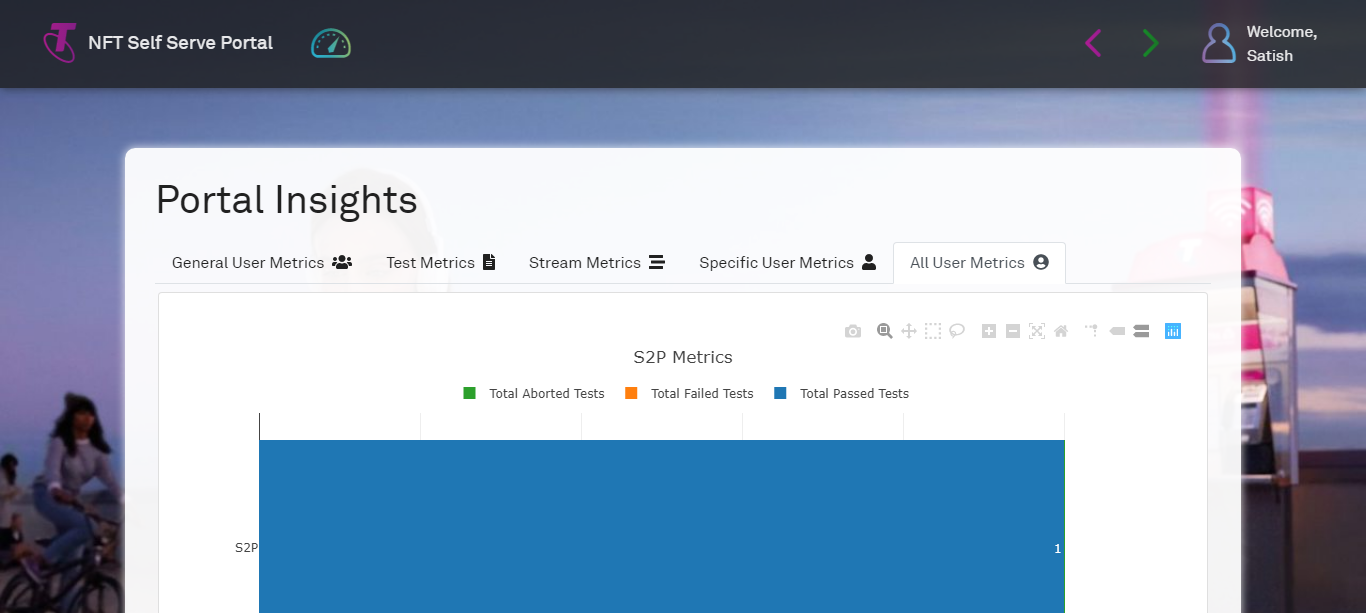 NFT Self Serve Portal
Welcome,
Satish
Portal Insights
General User Metrics
Test Metrics
Stream Metrics
Specific User Metrics
All User Metrics
S2P Metrics
Total Aborted Tests
Total Failed Tests
Total Passed Tests
S2P
1